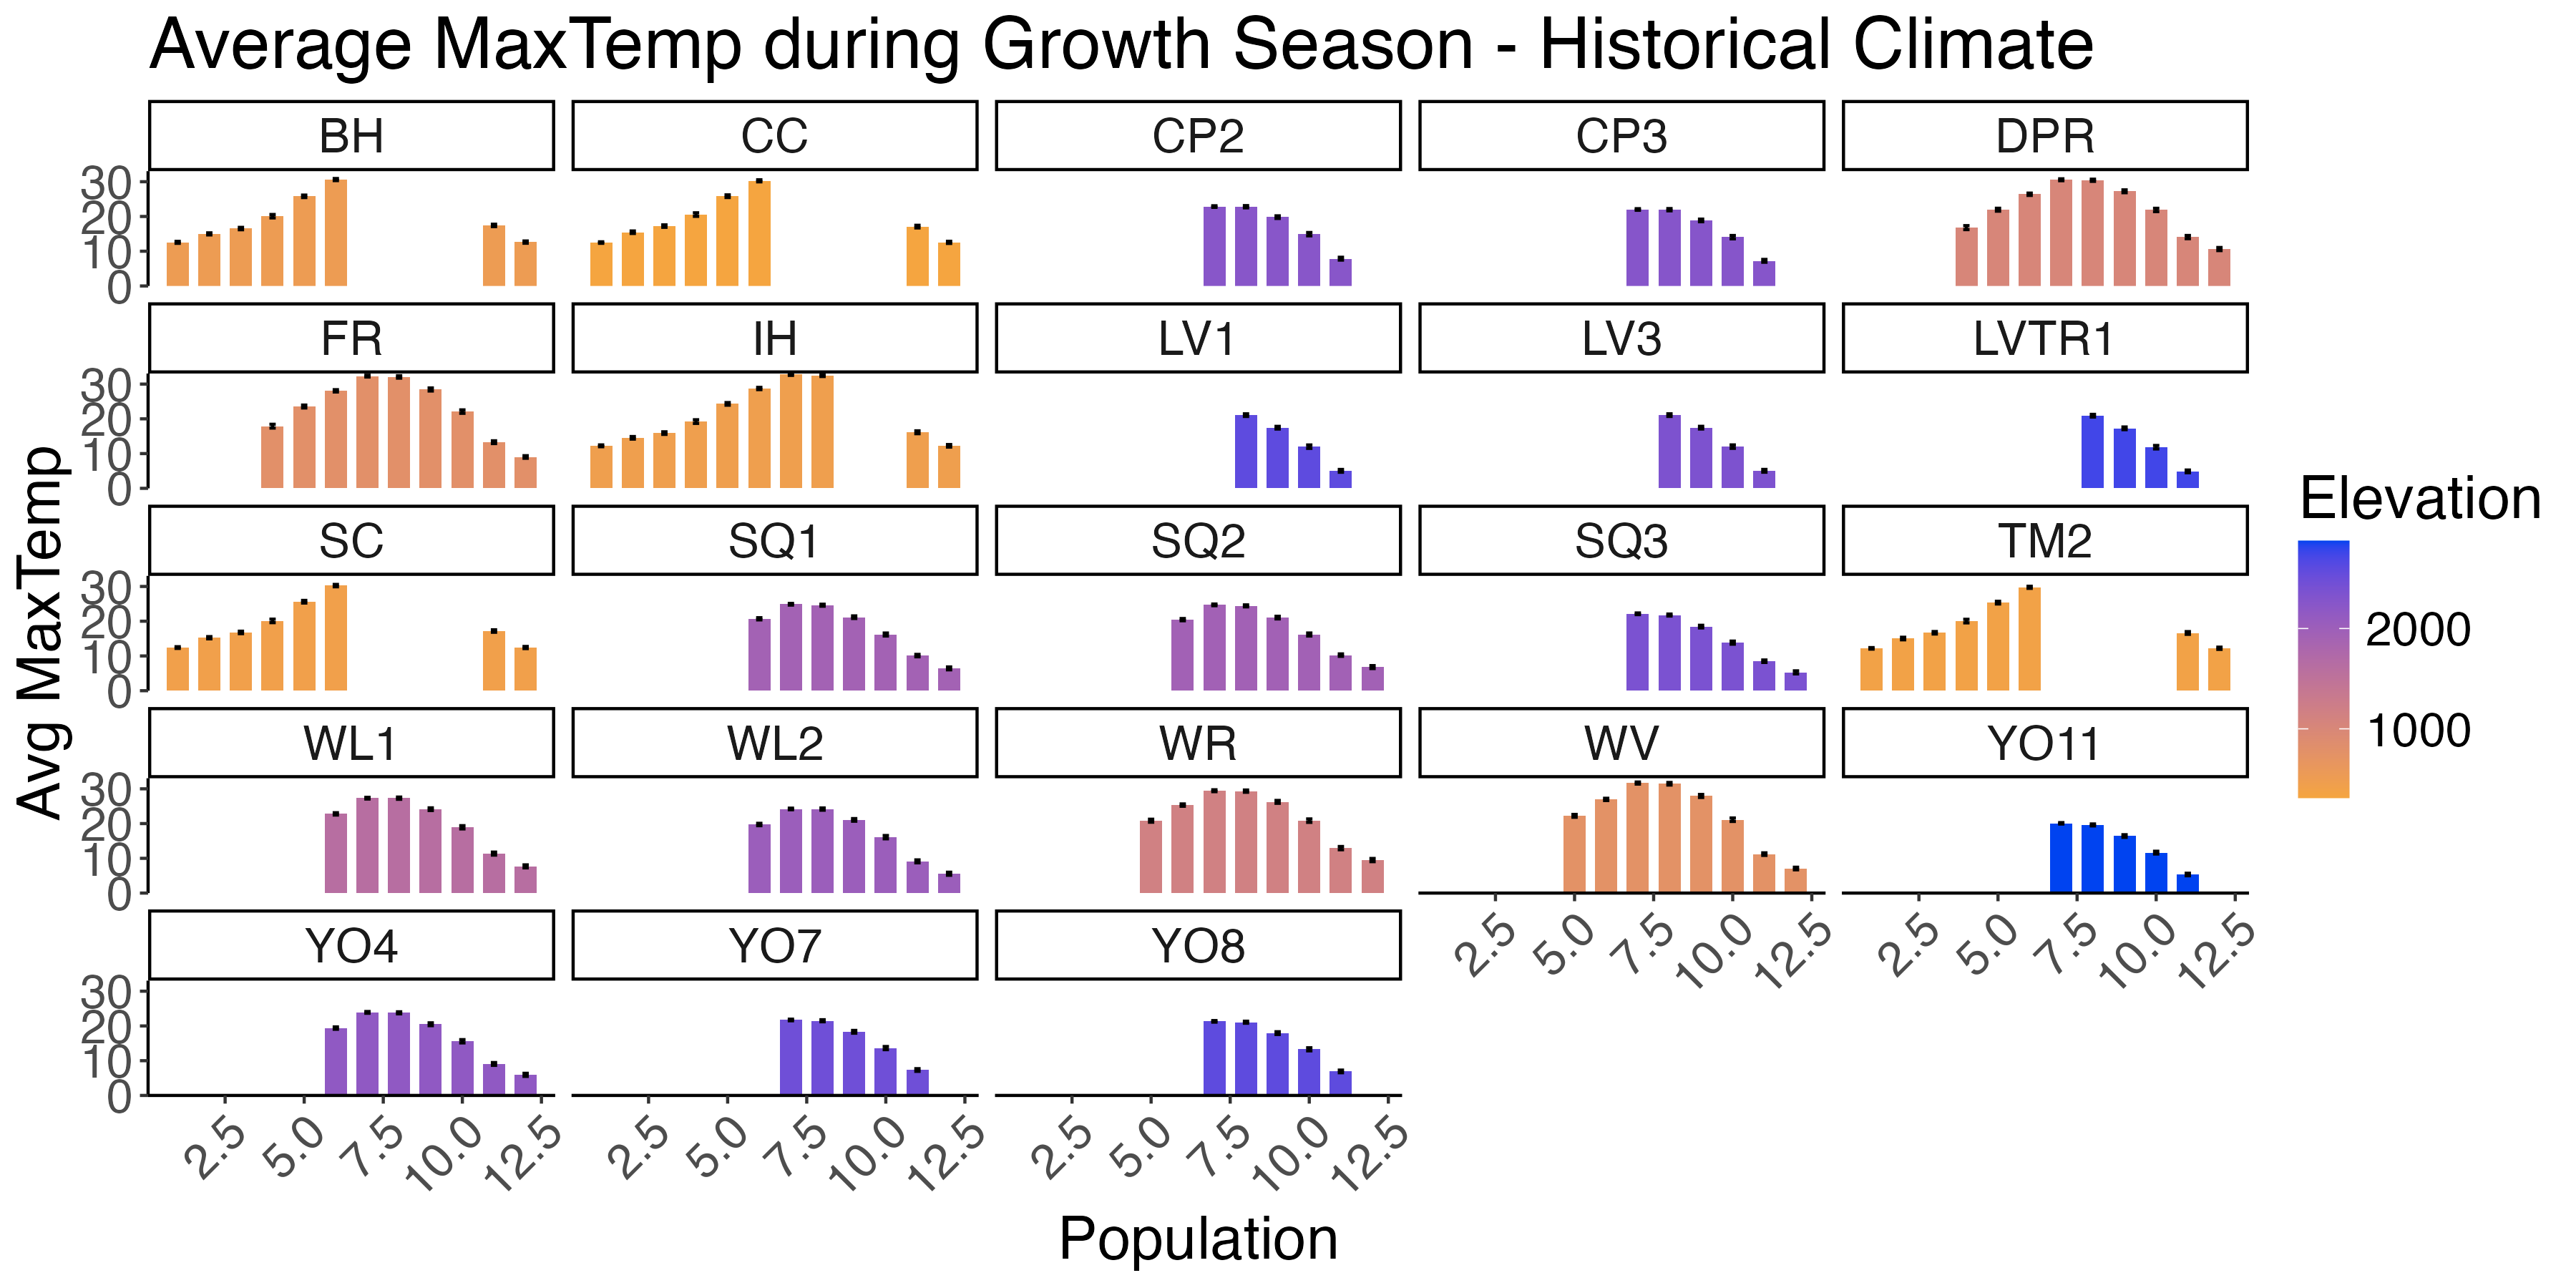 Average MaxTemp during Growth Season - Historical Climate
BH CC CP2 CP3 DPR
30
20
10
0
FR IH LV1 LV3 LVTR1
30
20
10
0
SC SQ1 SQ2 SQ3 TM2
30
20
10
0
WL1 WL2 WR WV YO11
30
20
10
0
2.5 5.0 7.5 10.0 12.5 2.5 5.0 7.5 10.0 12.5
YO4 YO7 YO8
30
20
10
0
2.5 5.0 7.5 10.0 12.5 2.5 5.0 7.5 10.0 12.5 2.5 5.0 7.5 10.0 12.5
Population
Avg MaxTemp
Elevation
2000
1000